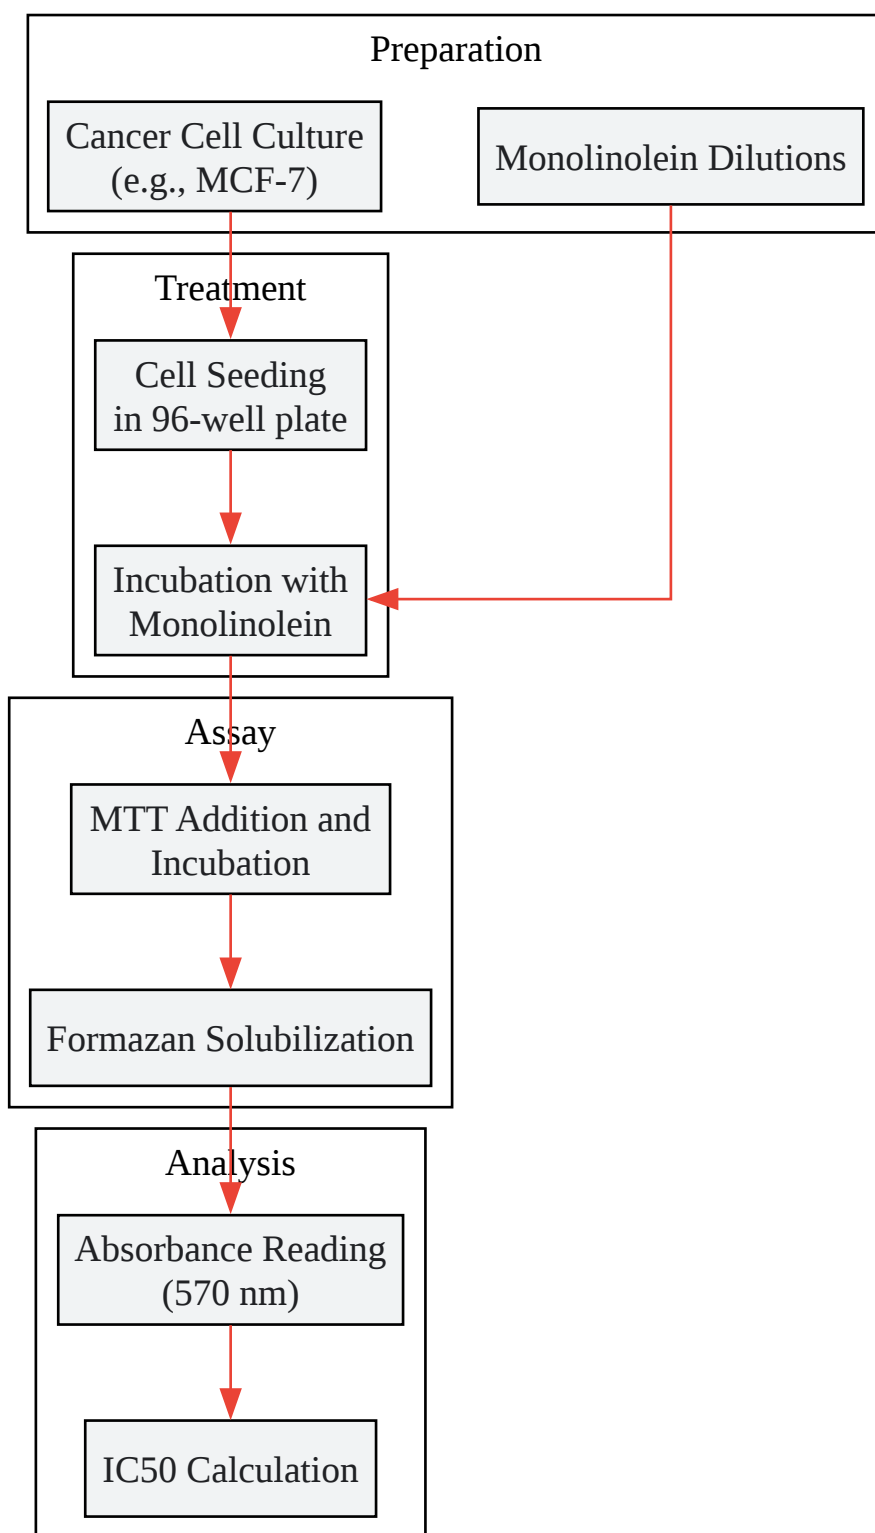 Preparation
Cancer Cell Culture
(e.g., MCF-7)
Monolinolein Dilutions
Treatment
Cell Seeding
in 96-well plate
Incubation with
Monolinolein
Assay
MTT Addition and
Incubation
Formazan Solubilization
Analysis
Absorbance Reading
(570 nm)
IC50 Calculation